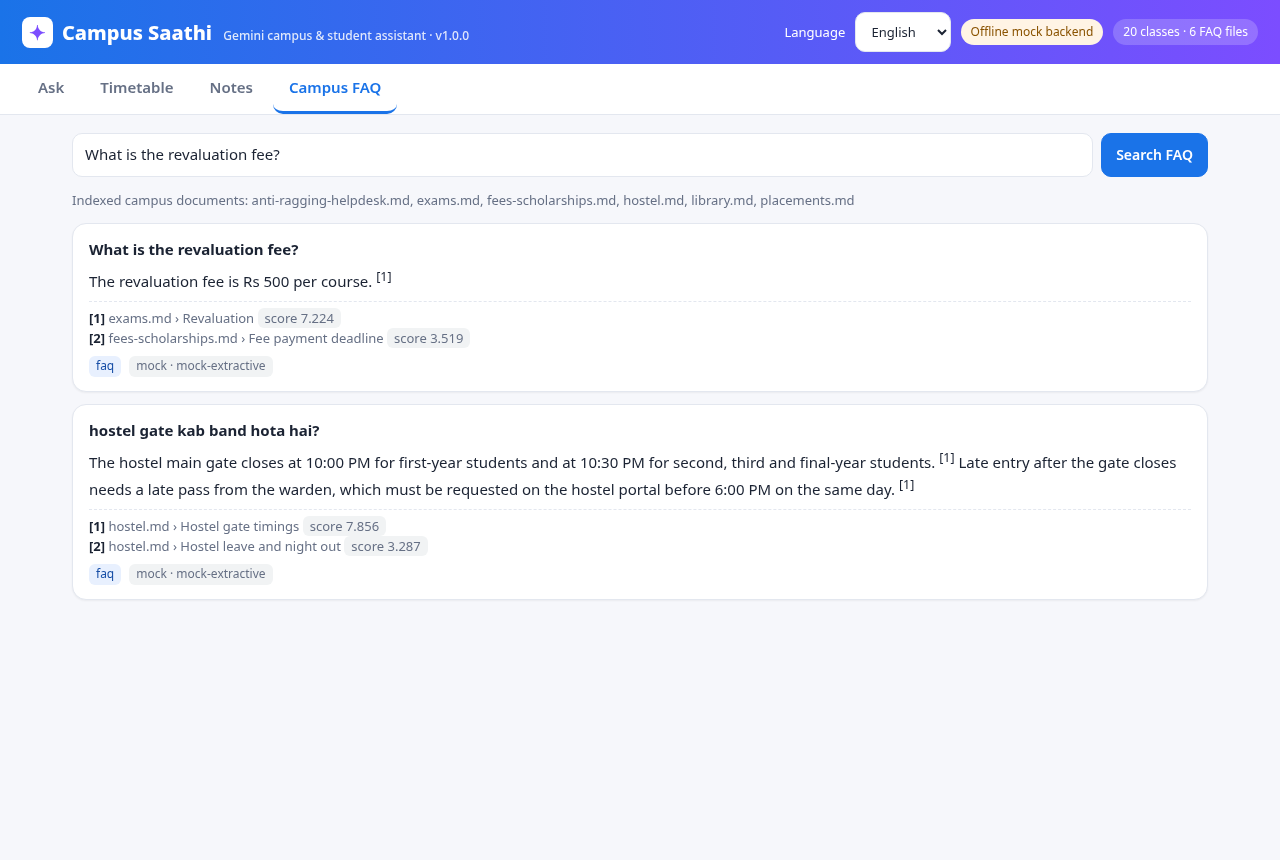 ✦ Campus Saathi Gemini campus & student assistant · v1.0.0 Language English Offline mock backend 20 classes · 6 FAQ files
Ask Timetable Notes Campus FAQ
What is the revaluation fee? Search FAQ
Indexed campus documents: anti-ragging-helpdesk.md, exams.md, fees-scholarships.md, hostel.md, library.md, placements.md
What is the revaluation fee?
The revaluation fee is Rs 500 per course. [1]
[1] exams.md › Revaluation score 7.224
[2] fees-scholarships.md › Fee payment deadline score 3.519
faq mock · mock-extractive
hostel gate kab band hota hai?
The hostel main gate closes at 10:00 PM for first-year students and at 10:30 PM for second, third and final-year students. [1] Late entry after the gate closes
needs a late pass from the warden, which must be requested on the hostel portal before 6:00 PM on the same day. [1]
[1] hostel.md › Hostel gate timings score 7.856
[2] hostel.md › Hostel leave and night out score 3.287
faq mock · mock-extractive